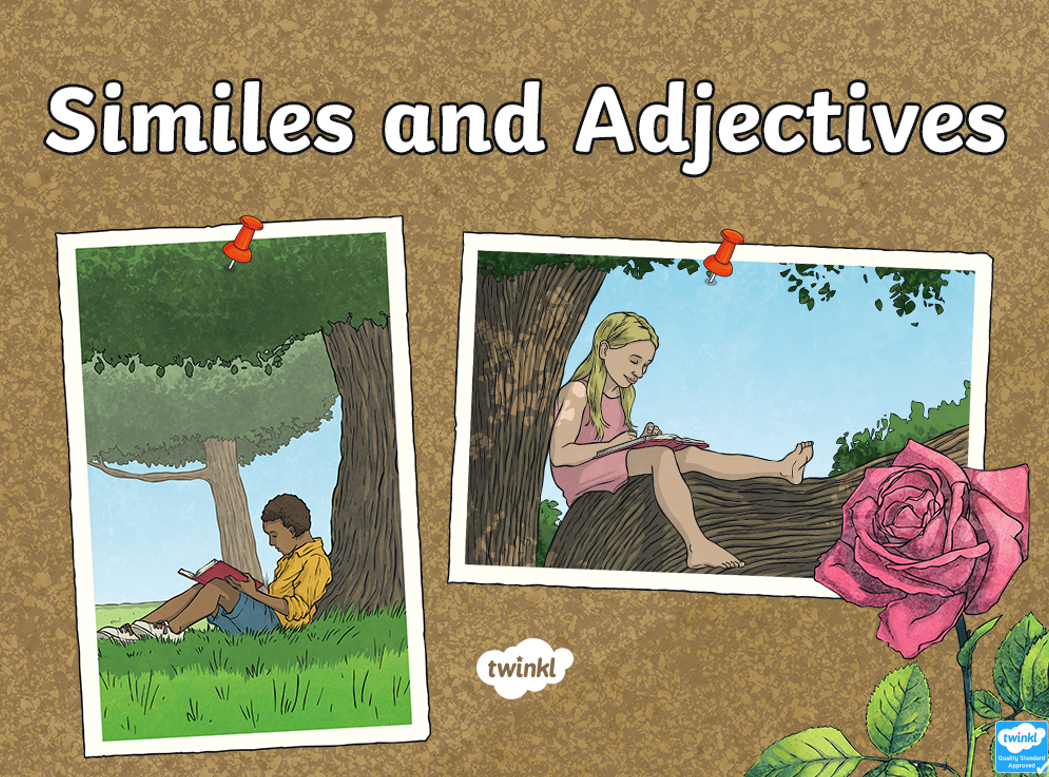 Similes and Adjectives
twinkl
twinkl
Quality Standard
Approved